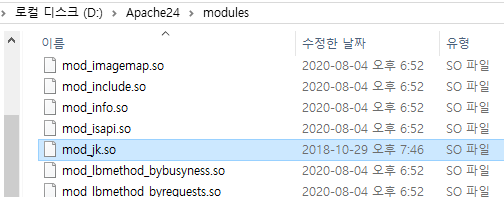 로컬 디스크 (D:) > Apache24 > modules
이름 수정한 날짜 유형
mod_imagemap.so 2020-08-04 오후 6:52 SO 파일
mod_include.so 2020-08-04 오후 6:52 SO 파일
mod_info.so 2020-08-04 오후 6:52 SO 파일
mod_isapi.so 2020-08-04 오후 6:52 SO 파일
mod_jk.so 2018-10-29 오후 7:46 SO 파일
mod_lbmethod_bybusyness.so 2020-08-04 오후 6:52 SO 파일
mod_lbmethod_byrequests.so 2020-08-04 오후 6:52 SO 파일